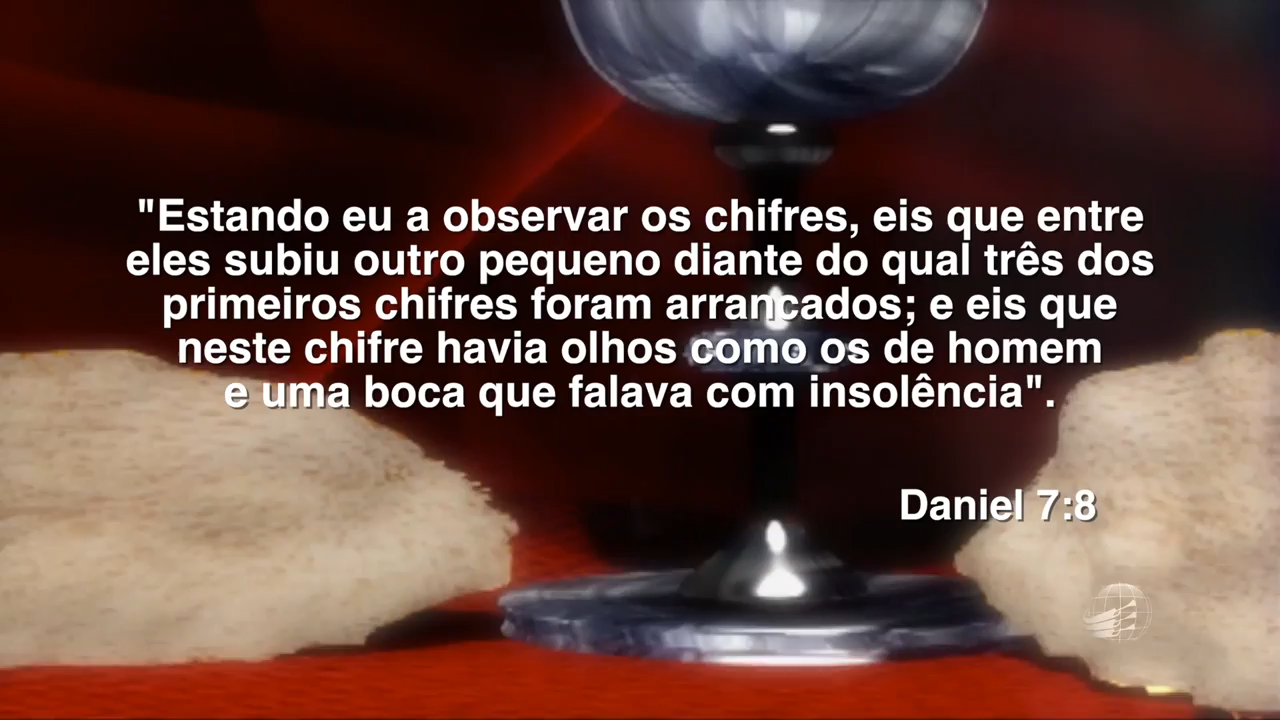 "Estando eu a observar os chifres, eis que entre
eles subiu outro pequeno diante do qual três dos
primeiros chifres foram arrancados; e eis que
neste chifre havia olhos como os de homem
e uma boca que falava com insolência".
Daniel 7:8